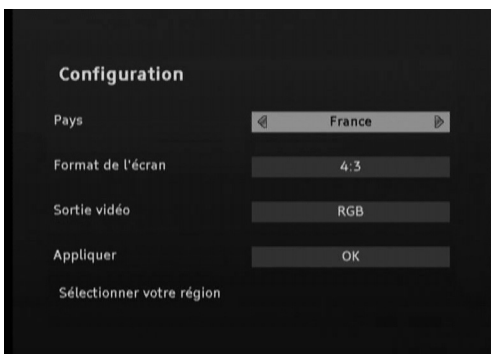 Configuration
Pays France
Format de l'écran 4:3
Sortie vidéo RGB
Appliquer OK
Sélectionner votre région